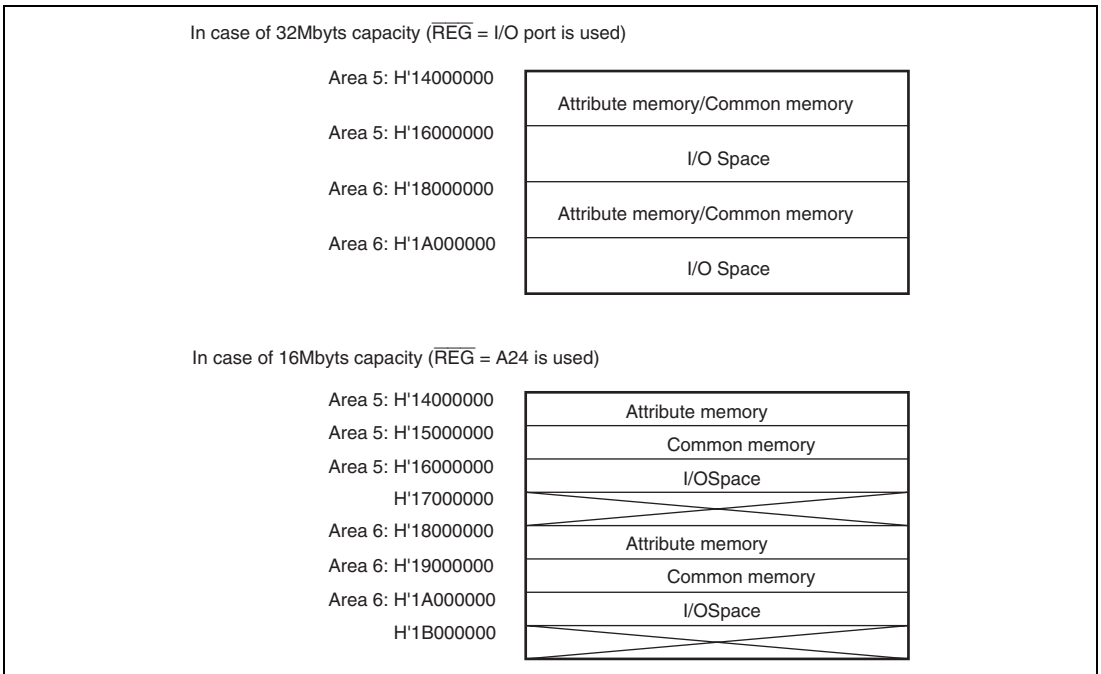 In case of 32Mbyts capacity (REG = I/O port is used)
Area 5: H'14000000
Attribute memory/Common memory
Area 5: H'16000000
I/O Space
Area 6: H'18000000
Attribute memory/Common memory
Area 6: H'1A000000
I/O Space
In case of 16Mbyts capacity (REG = A24 is used)
Area 5: H'14000000
Attribute memory
Area 5: H'15000000
Common memory
Area 5: H'16000000
I/OSpace
H'17000000
Area 6: H'18000000
Attribute memory
Area 6: H'19000000
Common memory
Area 6: H'1A000000
I/OSpace
H'1B000000